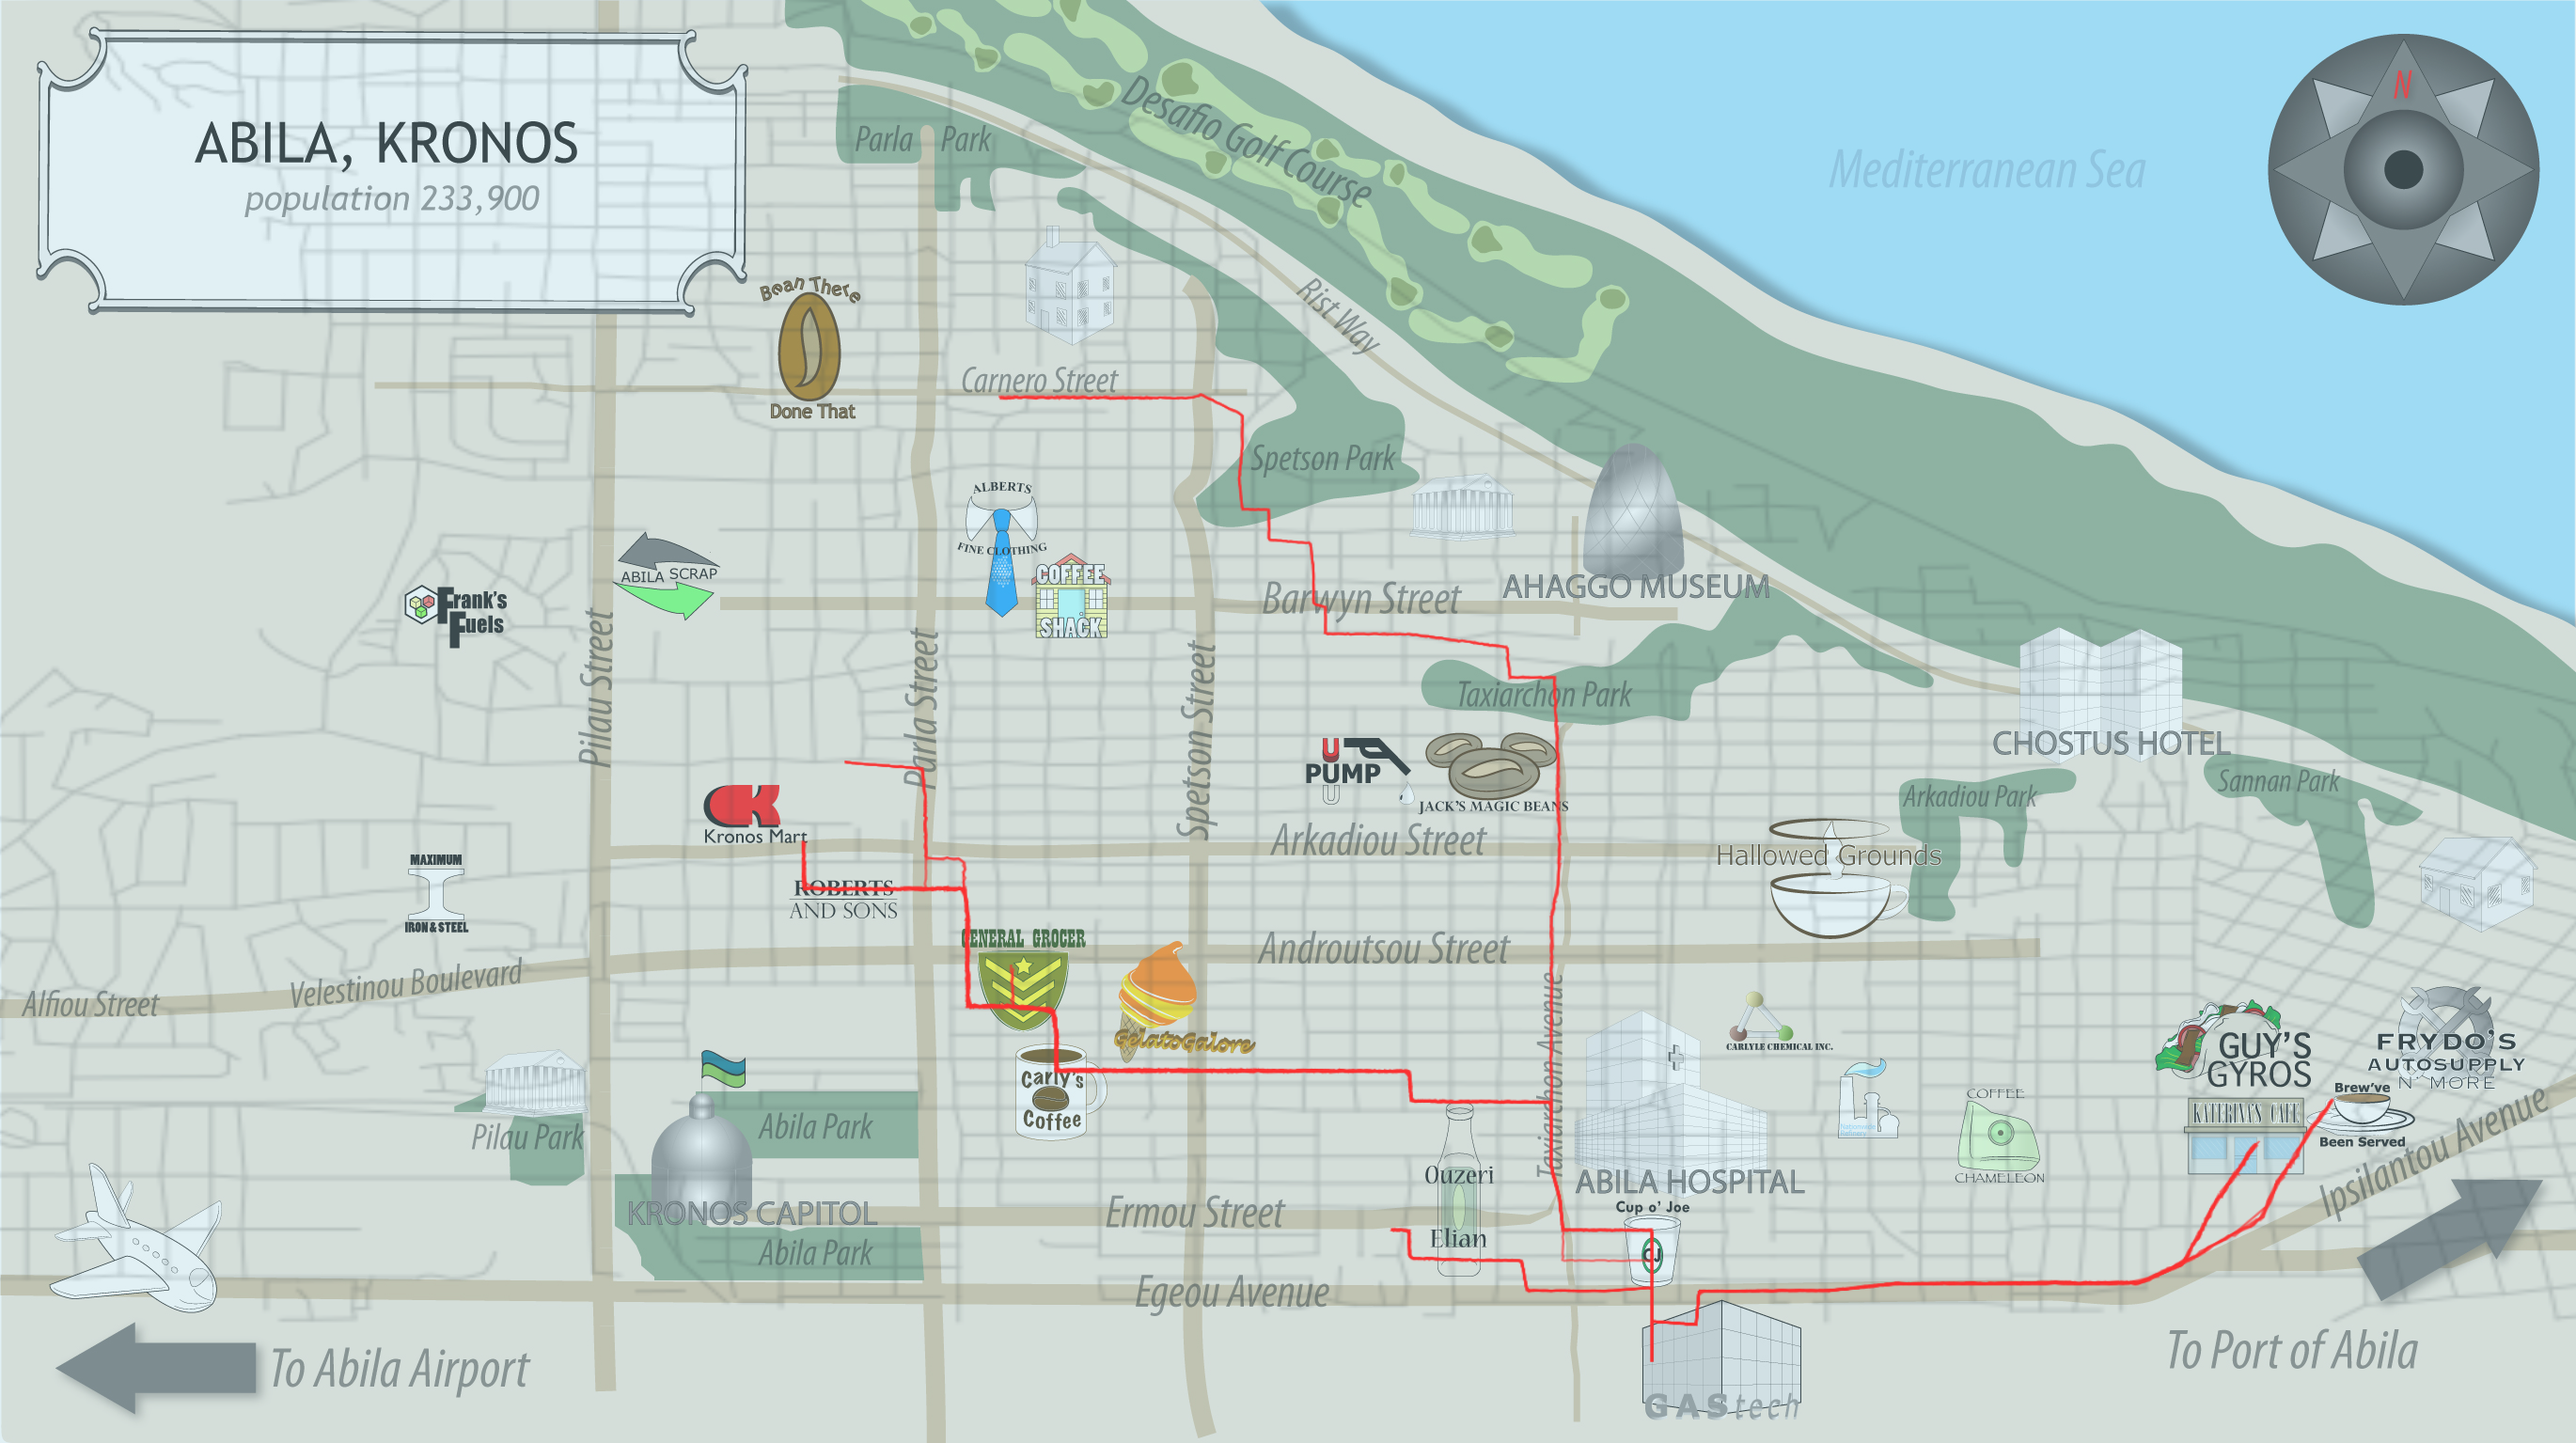 ABILA, KRONOS
population 233,900
N
Mediterranean Sea
Desafio Golf Course
Parla Park
Rist Way
Bean There
Done That
Carnero Street
Spetson Park
ALBERTS
FINE CLOTHING
COFFEE
SHACK
ABILA SCRAP
Frank's
Fuels
Barwyn Street
AHAGGO MUSEUM
Pilau Street
Parla Street
Spetson Street
Taxiarchon Park
CHOSTUS HOTEL
U
PUMP
U
JACK'S MAGIC BEANS
Sannan Park
Arkadiou Park
Kronos Mart
Arkadiou Street
Hallowed Grounds
MAXIMUM
IRON & STEEL
ROBERTS
AND SONS
GENERAL GROCER
Androutsou Street
Velestinou Boulevard
Alfiou Street
GelatoGalore
Taxiarchon Avenue
CARLYLE CHEMICAL INC.
GUY'S
GYROS
FRYDO'S
AUTOSUPPLY
N' MORE
Carly's
Coffee
Nationwide
Refinery
COFFEE
CHAMELEON
KATERINA'S CAFE
Brew've
Been Served
Abila Park
Pilau Park
Ouzeri
Elian
ABILA HOSPITAL
Cup o' Joe
CJ
Ipsilantou Avenue
KRONOS CAPITOL
Abila Park
Ermou Street
Egeou Avenue
To Abila Airport
To Port of Abila
GAStech